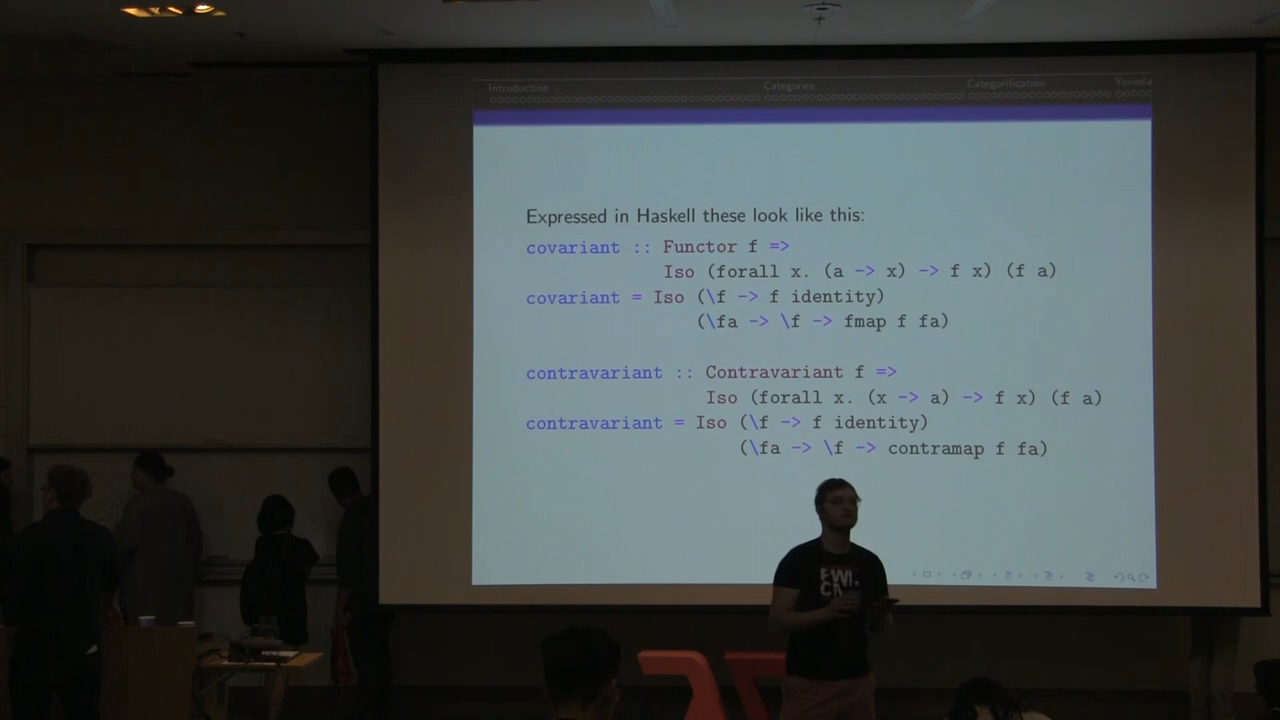 Introduction Categories Categorification Yoneda
Expressed in Haskell these look like this:
covariant :: Functor f =>
Iso (forall x. (a -> x) -> f x) (f a)
covariant = Iso (\f -> f identity)
(\fa -> \f -> fmap f fa)
contravariant :: Contravariant f =>
Iso (forall x. (x -> a) -> f x) (f a)
contravariant = Iso (\f -> f identity)
(\fa -> \f -> contramap f fa)